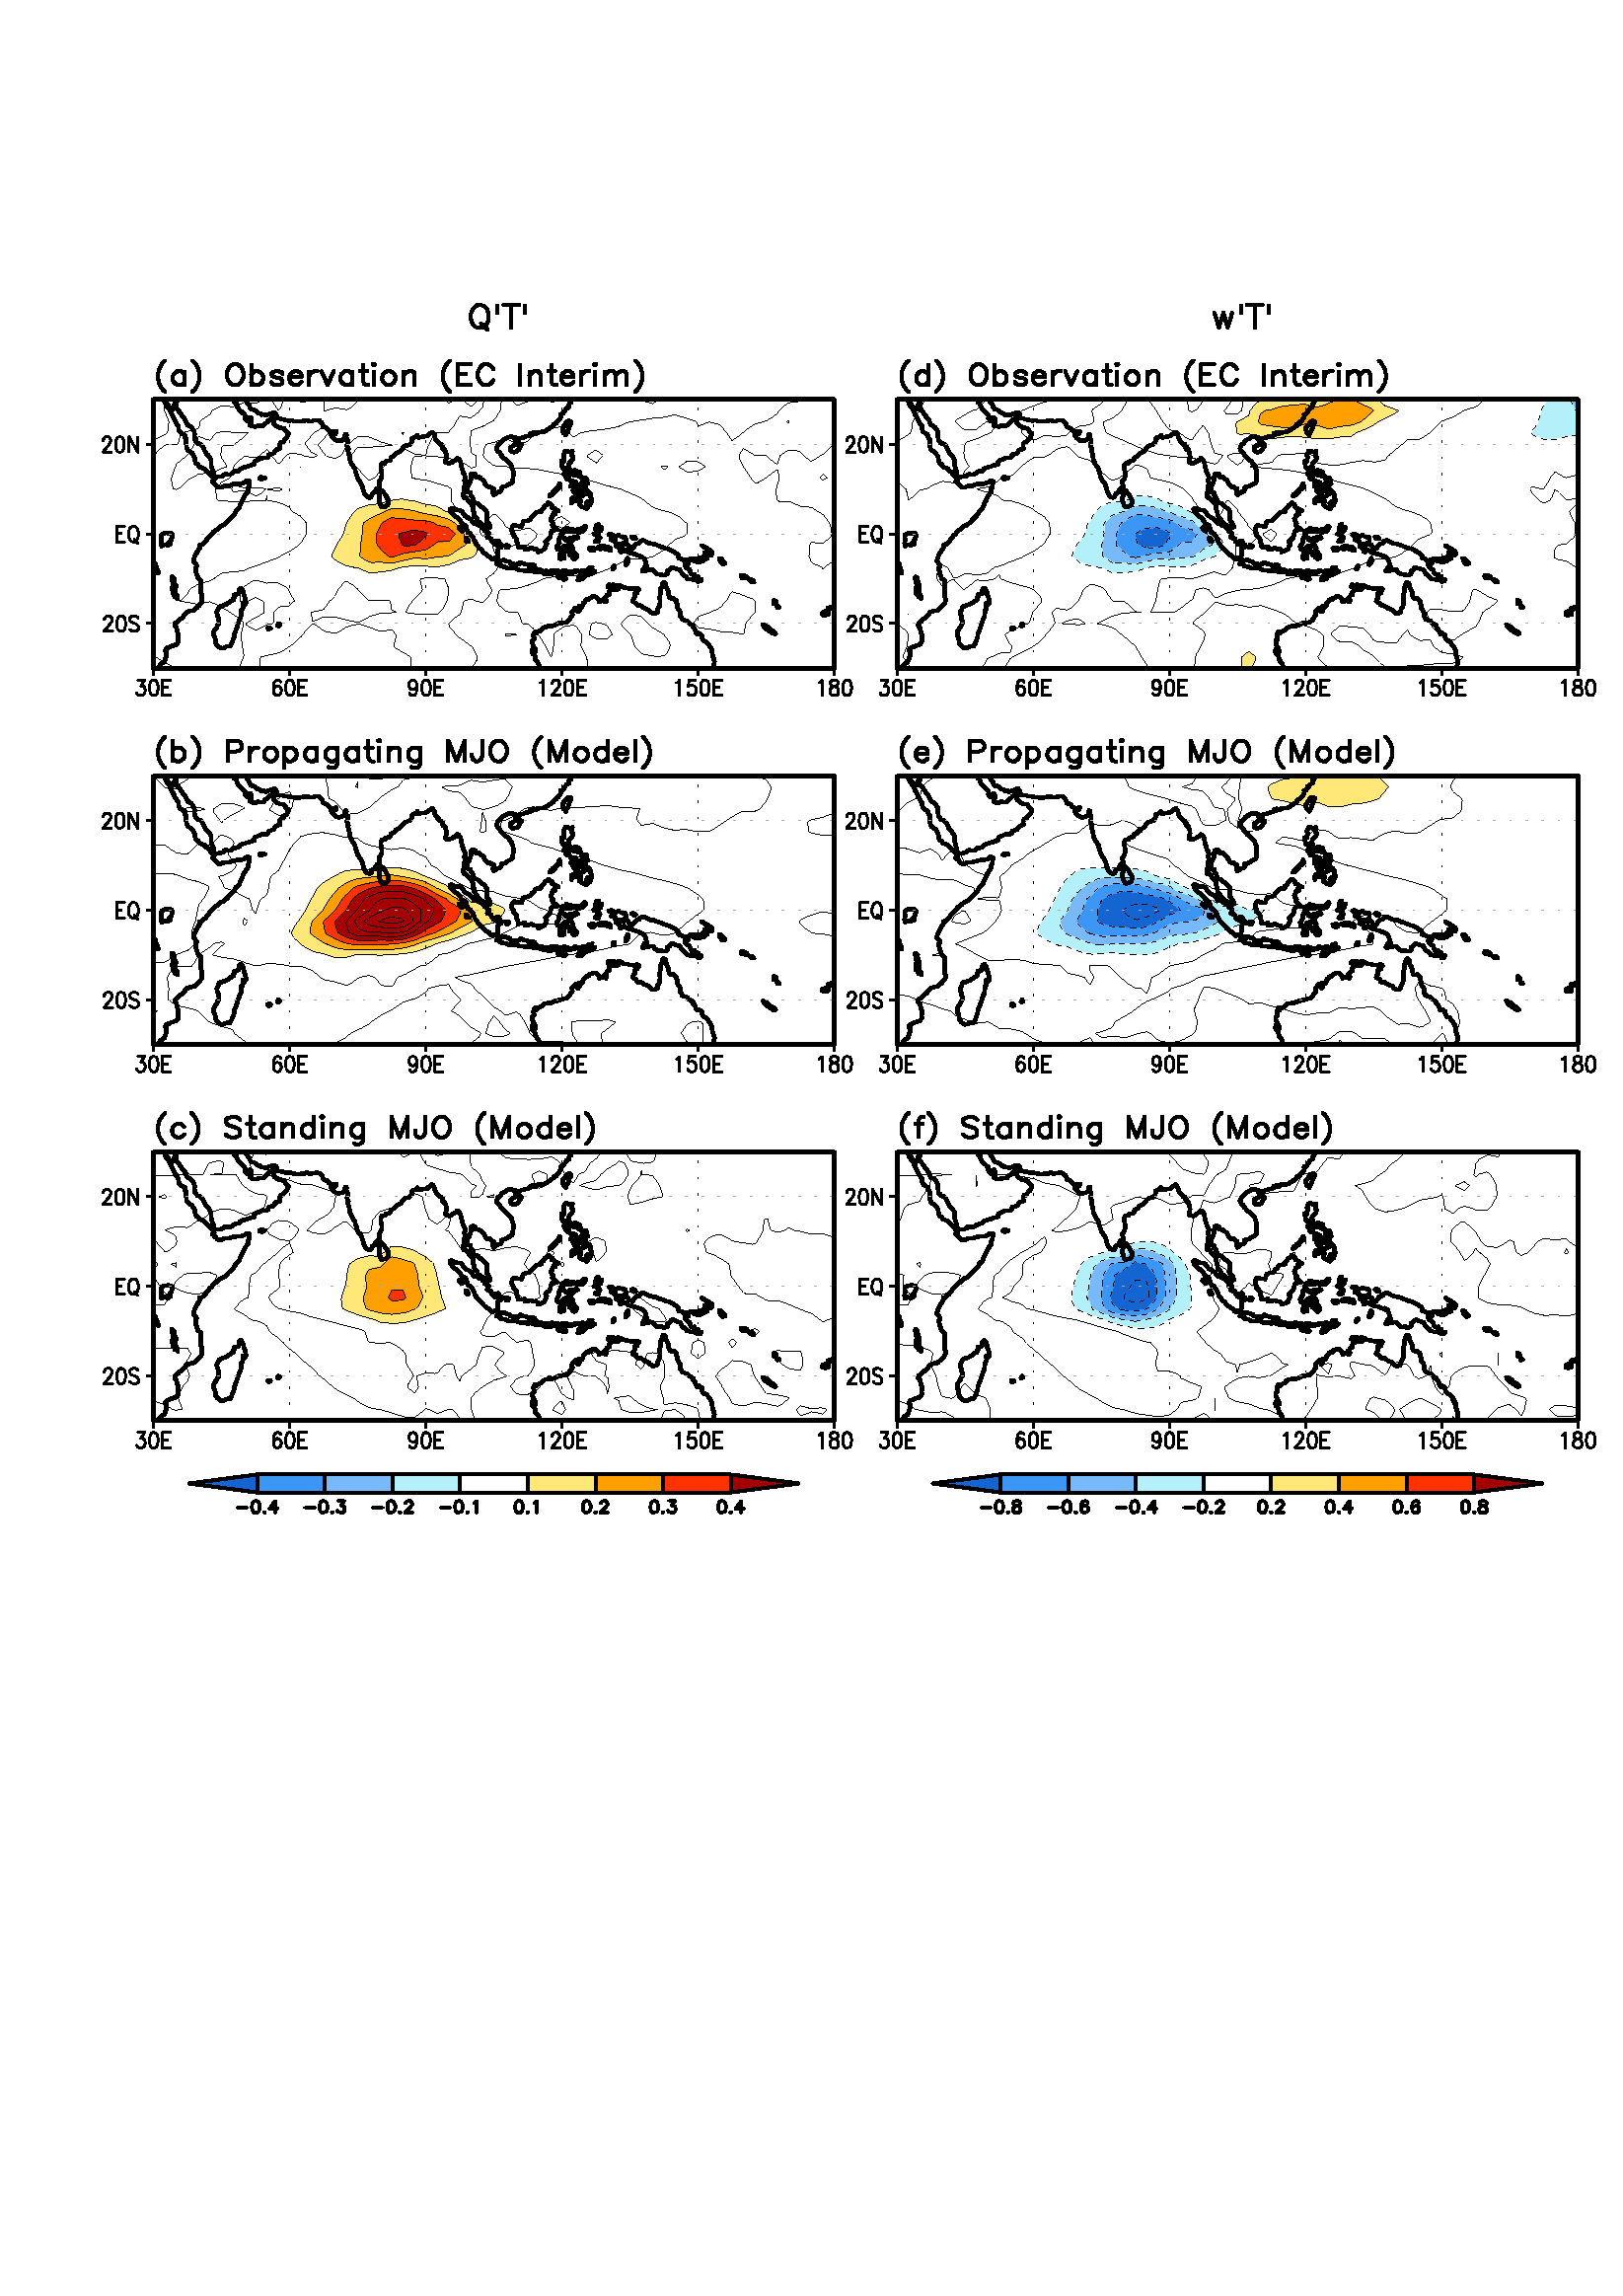 Q'T' w'T'
(a) Observation (EC Interim) (d) Observation (EC Interim)
20N 20N
EQ EQ
20S 20S
30E 60E 90E 120E 150E 180 30E 60E 90E 120E 150E 180
(b) Propagating MJO (Model) (e) Propagating MJO (Model)
20N 20N
EQ EQ
20S 20S
30E 60E 90E 120E 150E 180 30E 60E 90E 120E 150E 180
(c) Standing MJO (Model) (f) Standing MJO (Model)
20N 20N
EQ EQ
20S 20S
30E 60E 90E 120E 150E 180 30E 60E 90E 120E 150E 180
-0.4 -0.3 -0.2 -0.1 0.1 0.2 0.3 0.4 -0.8 -0.6 -0.4 -0.2 0.2 0.4 0.6 0.8